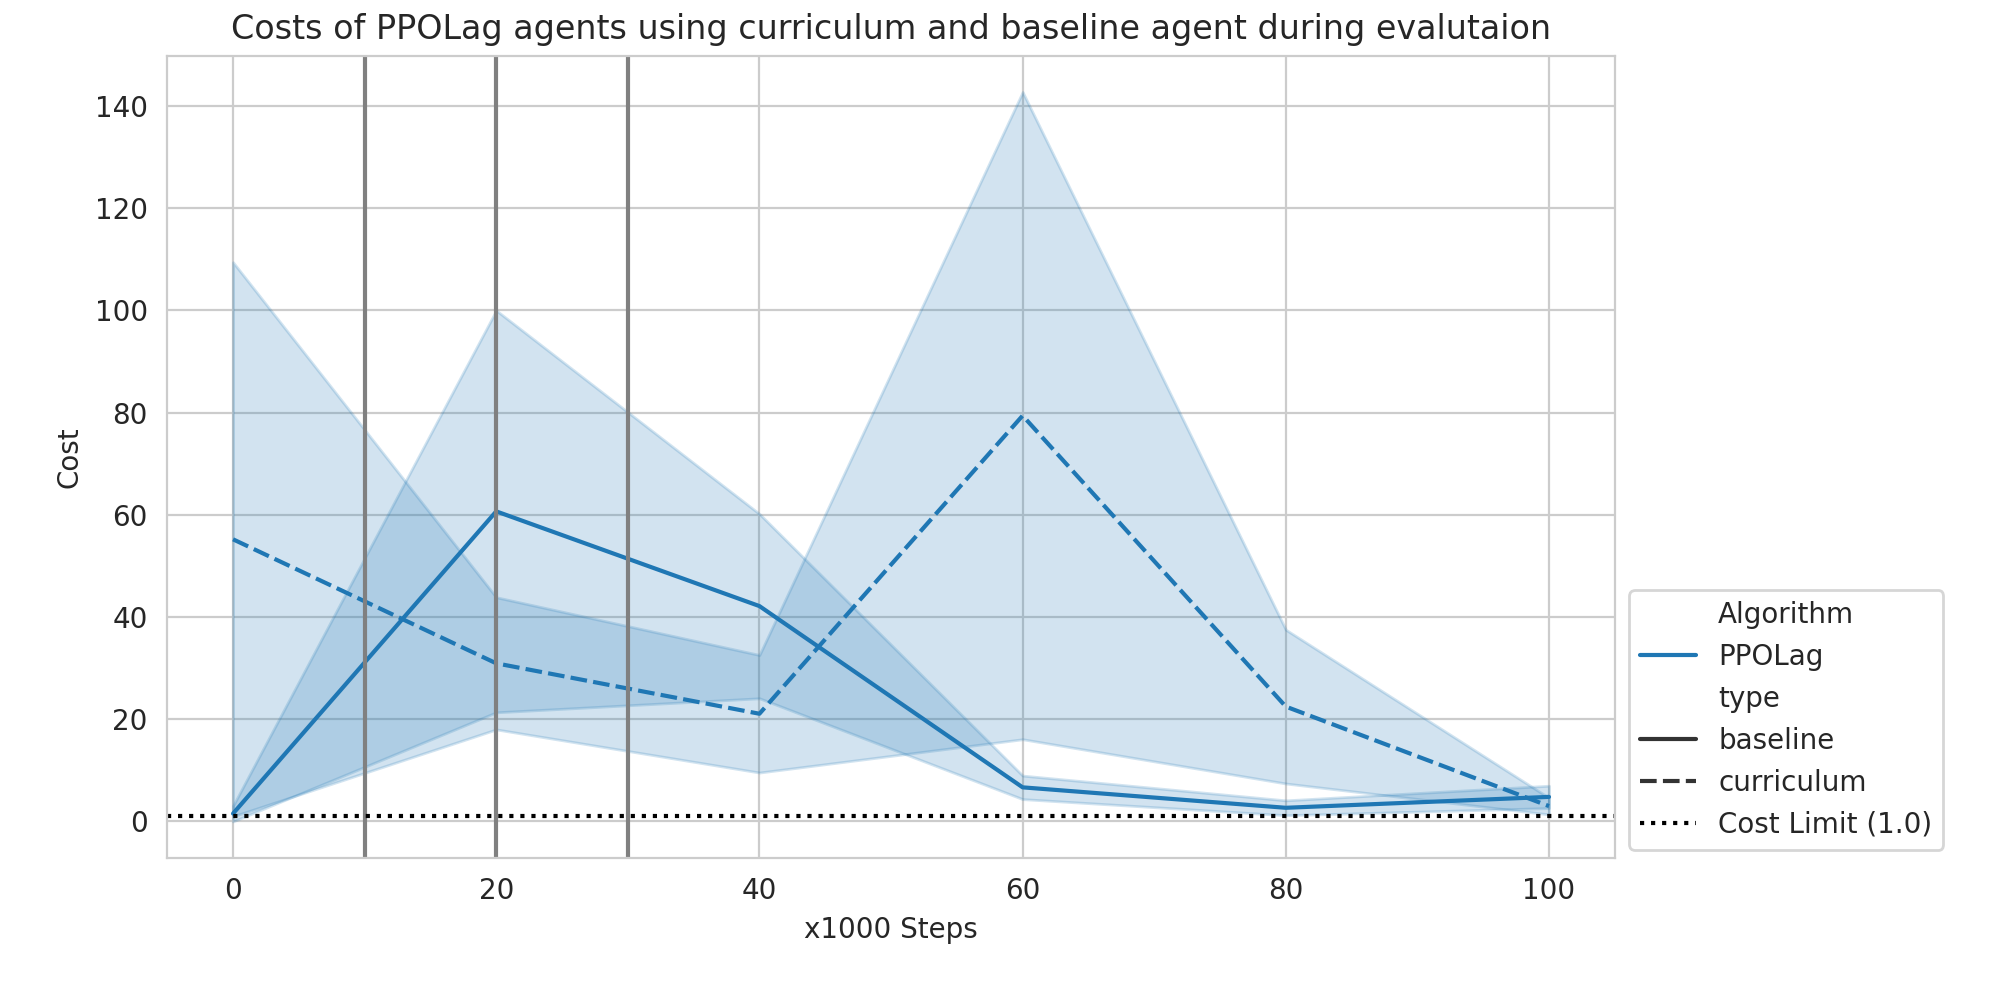 Costs of PPOLag agents using curriculum and baseline agent during evalutaion
140
120
100
80
60
40
20
0
Cost
0 20 40 60 80 100
x1000 Steps
Algorithm
PPOLag
type
baseline
curriculum
Cost Limit (1.0)